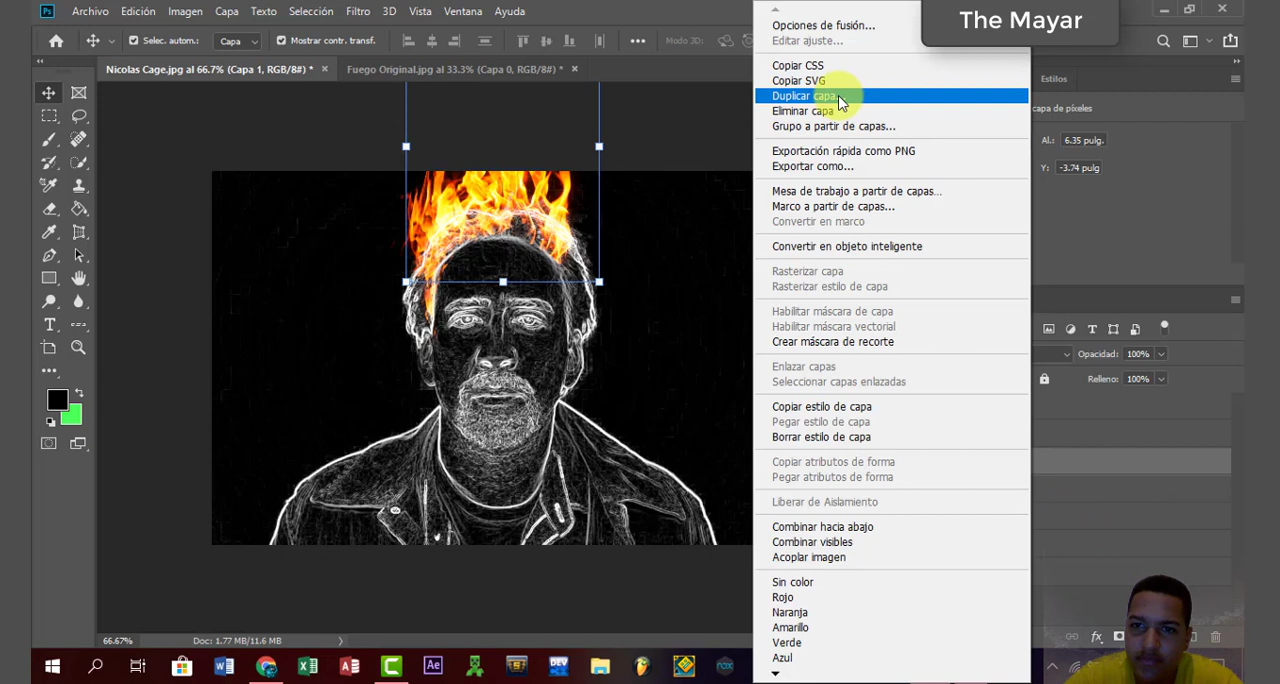 Ps Archivo Edición Imagen Capa Texto Selección Filtro 3D Vista Ventana Ayuda
The Mayar
Selec. autom.: Capa Mostrar contr. transf. Modo 3D:
Nicolas Cage.jpg al 66.7% (Capa 1, RGB/8#) * × Fuego Original.jpg al 33.3% (Capa 0, RGB/8#) * ×
Estilos
capa de píxeles
Al.: 6.35 pulg.
Y: -3.74 pulg
Opciones de fusión...
Editar ajuste...
Copiar CSS
Copiar SVG
Duplicar capa...
Eliminar capa
Grupo a partir de capas...
Exportación rápida como PNG
Exportar como...
Mesa de trabajo a partir de capas...
Marco a partir de capas...
Convertir en marco
Convertir en objeto inteligente
Rasterizar capa
Rasterizar estilo de capa
Habilitar máscara de capa
Habilitar máscara vectorial
Crear máscara de recorte
Enlazar capas
Seleccionar capas enlazadas
Copiar estilo de capa
Pegar estilo de capa
Borrar estilo de capa
Copiar atributos de forma
Pegar atributos de forma
Liberar de Aislamiento
Combinar hacia abajo
Combinar visibles
Acoplar imagen
Sin color
Rojo
Naranja
Amarillo
Verde
Azul
Opacidad: 100%
Relleno: 100%
66.67% Doc: 1.77 MB/11.6 MB
Ae
DEV
nox